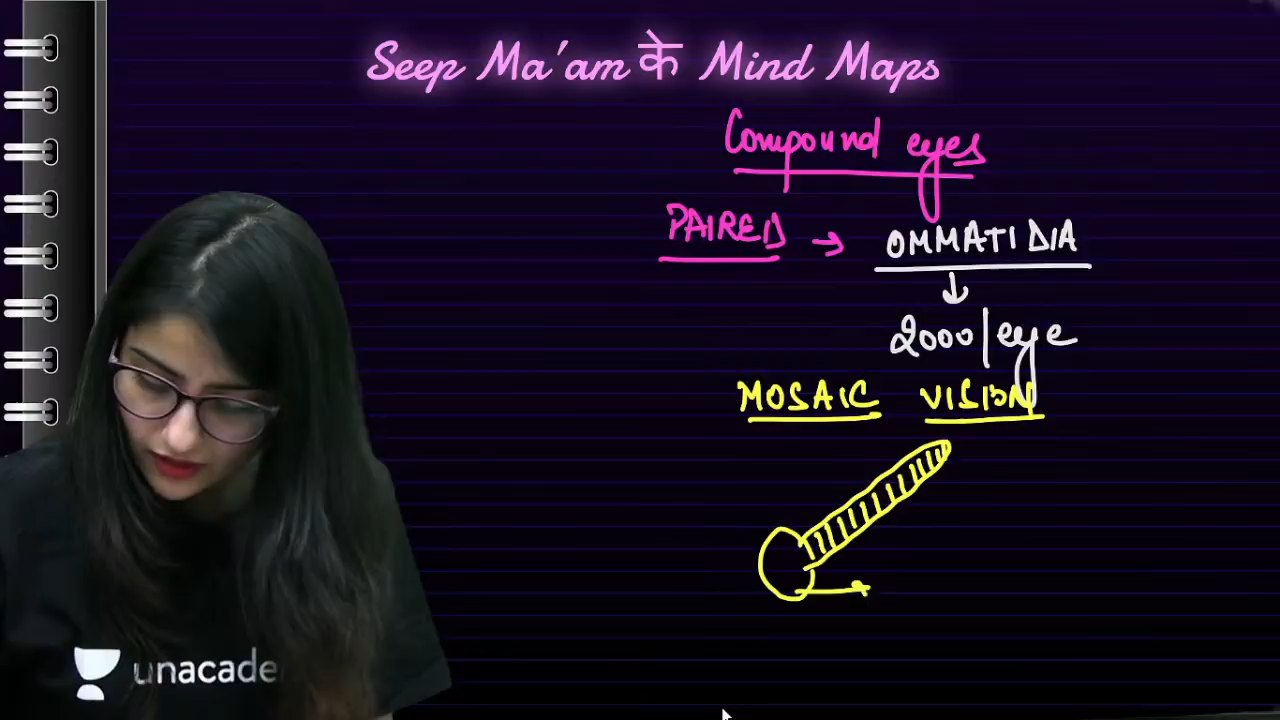 Seep Ma'am के Mind Maps
Compound eyes
PAIRED → OMMATIDIA
↓
2000/eye
MOSAIC VISION
unacade